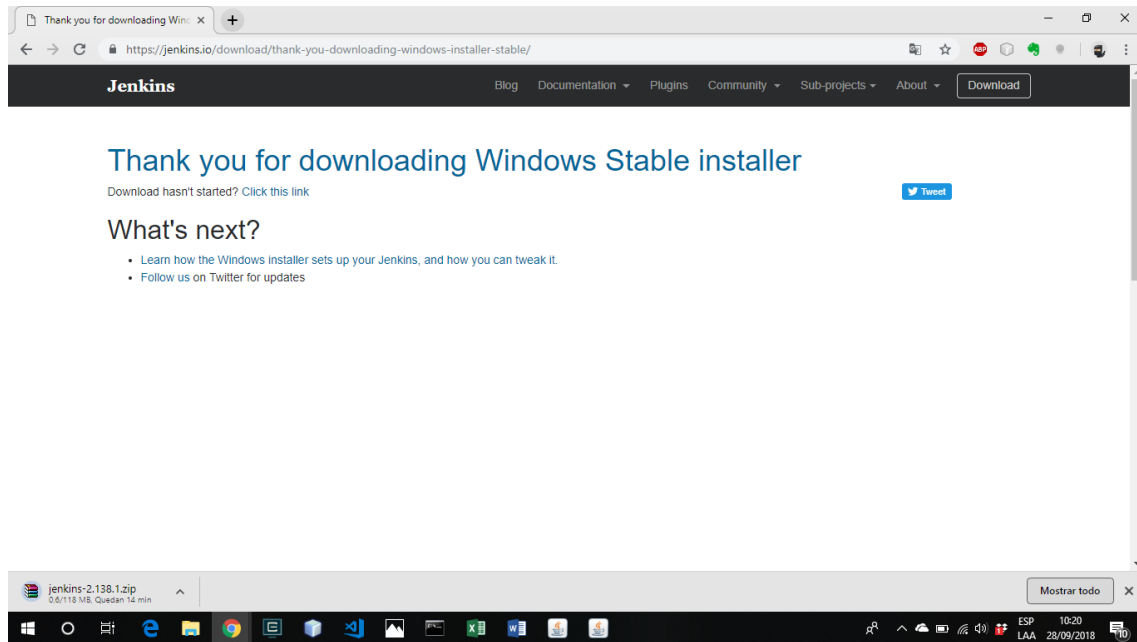 Thank you for downloading Winc
https://jenkins.io/download/thank-you-downloading-windows-installer-stable/
ABP
Jenkins
Blog Documentation Plugins Community Sub-projects About Download
Thank you for downloading Windows Stable installer
Download hasn't started? Click this link
Tweet
What's next?
Learn how the Windows installer sets up your Jenkins, and how you can tweak it.
Follow us on Twitter for updates
jenkins-2.138.1.zip
0,6/118 MB, Quedan 14 min
Mostrar todo
ESP 10:20
LAA 28/09/2018
10